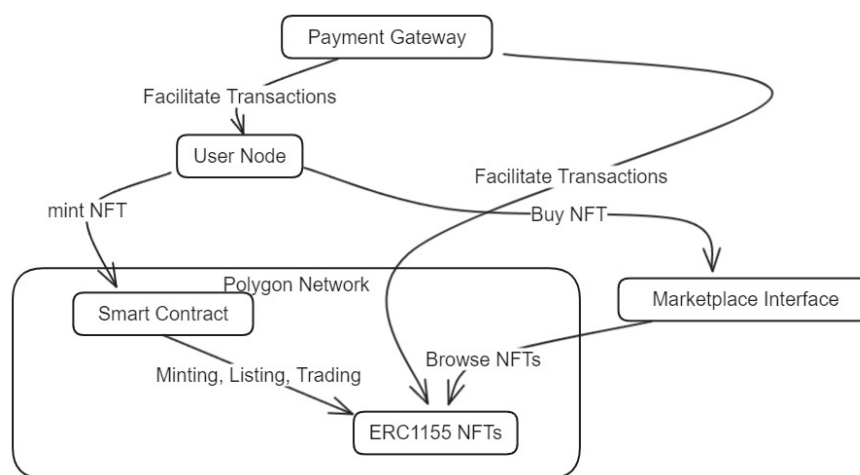 Payment Gateway
Facilitate Transactions
User Node
Facilitate Transactions
mint NFT
Buy NFT
Polygon Network
Smart Contract
Marketplace Interface
Minting, Listing, Trading
Browse NFTs
ERC1155 NFTs